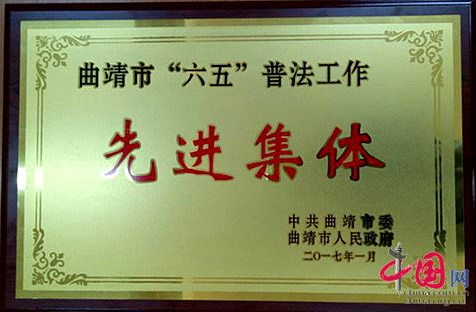 曲靖市“六五”普法工作
先进集体
中共曲靖市委
曲靖市人民政府
二〇一七年一月
中国网